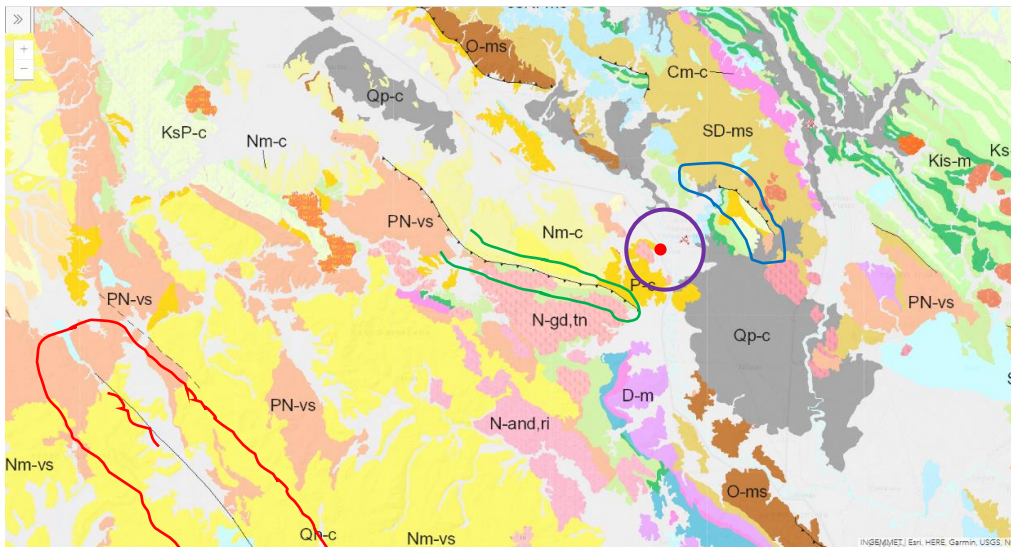 »
+
−
O-ms
Cm-c
Qp-c
KsP-c
Nm-c
SD-ms
Ks
Kis-m
PN-vs
Nm-c
PN-vs
P-c
PN-vs
N-gd,tn
Qp-c
PN-vs
D-m
N-and,ri
Nm-vs
O-ms
Qh-c
Nm-vs
INGEMMET, Esri, HERE, Garmin, USGS, N